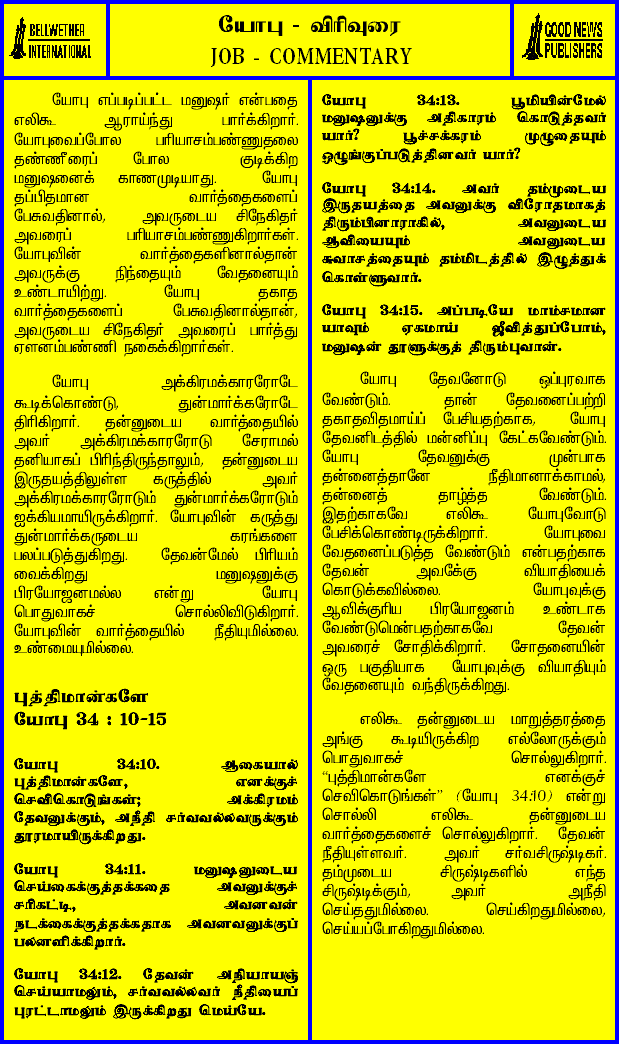 BELLWETHER
INTERNATIONAL
யோபு - விரிவுரை
JOB - COMMENTARY
GOOD NEWS
PUBLISHERS
யோபு எப்படிப்பட்ட மனுஷர் என்பதை
எலிகூ ஆராய்ந்து பார்க்கிறார்.
யோபுவைப்போல பரியாசம்பண்ணுதலை
தண்ணீரைப் போல குடிக்கிற
மனுஷனைக் காணமுடியாது. யோபு
தப்பிதமான வார்த்தைகளைப்
பேசுவதினால், அவருடைய சிநேகிதர்
அவரைப் பரியாசம்பண்ணுகிறார்கள்.
யோபுவின் வார்த்தைகளினால்தான்
அவருக்கு நிந்தையும் வேதனையும்
உண்டாயிற்று. யோபு தகாத
வார்த்தைகளைப் பேசுவதினால்தான்,
அவருடைய சிநேகிதர் அவரைப் பார்த்து
ஏளனம்பண்ணி நகைக்கிறார்கள்.
யோபு அக்கிரமக்காரரோடே
கூடிக்கொண்டு, துன்மார்க்கரோடே
திரிகிறார். தன்னுடைய வார்த்தையில்
அவர் அக்கிரமக்காரரோடு சேராமல்
தனியாகப் பிரிந்திருந்தாலும், தன்னுடைய
இருதயத்திலுள்ள கருத்தில் அவர்
அக்கிரமக்காரரோடும் துன்மார்க்கரோடும்
ஐக்கியமாயிருக்கிறார். யோபுவின் கருத்து
துன்மார்க்கருடைய கரங்களை
பலப்படுத்துகிறது. தேவன்மேல் பிரியம்
வைக்கிறது மனுஷனுக்கு
பிரயோஜனமல்ல என்று யோபு
பொதுவாகச் சொல்லிவிடுகிறார்.
யோபுவின் வார்த்தையில் நீதியுமில்லை.
உண்மையுமில்லை.
புத்திமான்களே
யோபு 34 : 10-15
யோபு 34:10. ஆகையால்
புத்திமான்களே, எனக்குச்
செவிகொடுங்கள்; அக்கிரமம்
தேவனுக்கும், அநீதி சர்வவல்லவருக்கும்
தூரமாயிருக்கிறது.
யோபு 34:11. மனுஷனுடைய
செய்கைக்குத்தக்கதை அவனுக்குச்
சரிகட்டி, அவனவன்
நடக்கைக்குத்தக்கதாக அவனவனுக்குப்
பலனளிக்கிறார்.
யோபு 34:12. தேவன் அநியாயஞ்
செய்யாமலும், சர்வவல்லவர் நீதியைப்
புரட்டாமலும் இருக்கிறது மெய்யே.
யோபு 34:13. பூமியின்மேல்
மனுஷனுக்கு அதிகாரம் கொடுத்தவர்
யார்? பூச்சக்கரம் முழுதையும்
ஒழுங்குப்படுத்தினவர் யார்?
யோபு 34:14. அவர் தம்முடைய
இருதயத்தை அவனுக்கு விரோதமாகத்
திரும்பினாராகில், அவனுடைய
ஆவியையும் அவனுடைய
சுவாசத்தையும் தம்மிடத்தில் இழுத்துக்
கொள்ளுவார்.
யோபு 34:15. அப்படியே மாம்சமான
யாவும் ஏகமாய் ஜீவித்துப்போம்,
மனுஷன் தூளுக்குத் திரும்புவான்.
யோபு தேவனோடு ஒப்புரவாக
வேண்டும். தான் தேவனைப்பற்றி
தகாதவிதமாய்ப் பேசியதற்காக, யோபு
தேவனிடத்தில் மன்னிப்பு கேட்கவேண்டும்.
யோபு தேவனுக்கு முன்பாக
தன்னைத்தானே நீதிமானாக்காமல்,
தன்னைத் தாழ்த்த வேண்டும்.
இதற்காகவே எலிகூ யோபுவோடு
பேசிக்கொண்டிருக்கிறார். யோபுவை
வேதனைப்படுத்த வேண்டும் என்பதற்காக
தேவன் அவகேகு வியாதியைக்
கொடுக்கவில்லை. யோபுவுக்கு
ஆவிக்குரிய பிரயோஜனம் உண்டாக
வேண்டுமென்பதற்காகவே தேவன்
அவரைச் சோதிக்கிறார். சோதனையின்
ஒரு பகுதியாக யோபுவுக்கு வியாதியும்
வேதனையும் வந்திருக்கிறது.
எலிகூ தன்னுடைய மாறுத்தரத்தை
அங்கு கூடியிருக்கிற எல்லோருக்கும்
பொதுவாகச் சொல்லுகிறார்.
“புத்திமான்களே எனக்குச்
செவிகொடுங்கள்” (யோபு 34:10) என்று
சொல்லி எலிகூ தன்னுடைய
வார்த்தைகளைச் சொல்லுகிறார். தேவன்
நீதியுள்ளவர். அவர் சர்வசிருஷ்டிகர்.
தம்முடைய சிருஷ்டிகளில் எந்த
சிருஷ்டிக்கும், அவர் அநீதி
செய்ததுமில்லை. செய்கிறதுமில்லை,
செய்யப்போகிறதுமில்லை.